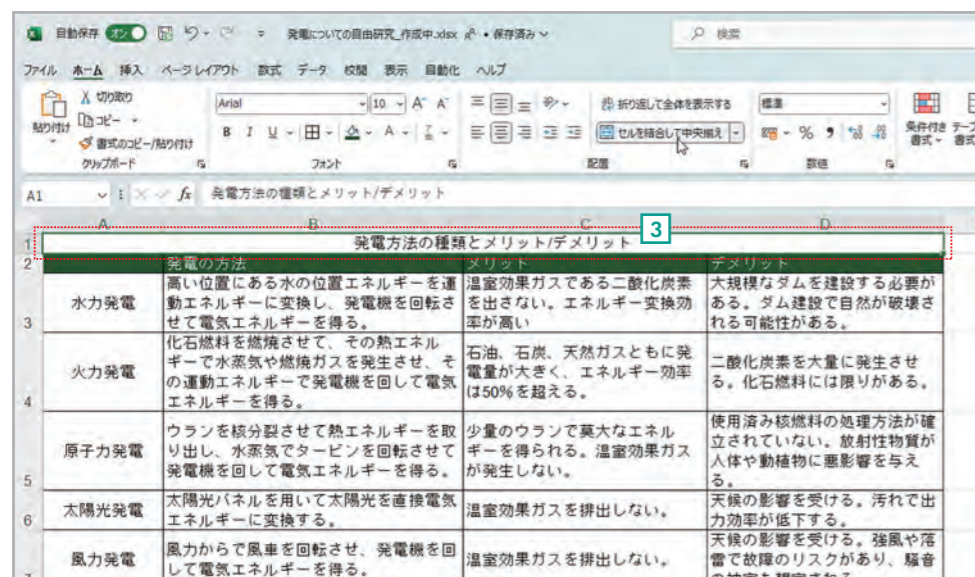 自動保存 オン 発電についての自由研究_作成中.xlsx • 保存済み 検索
ファイル ホーム 挿入 ページ レイアウト 数式 データ 校閲 表示 自動化 ヘルプ
貼り付け 切り取り コピー 書式のコピー/貼り付け
Arial 10 A A
B I U A
折り返して全体を表示する
セルを結合して中央揃え
標準
% 9
条件付き 書式
クリップボード フォント 配置 数値
A1 fx 発電方法の種類とメリット/デメリット
A B C D
1 発電方法の種類とメリット/デメリット 3
2 発電の方法 メリット デメリット
3 水力発電
高い位置にある水の位置エネルギーを運
動エネルギーに変換し、発電機を回転さ
せて電気エネルギーを得る。
温室効果ガスである二酸化炭素
を出さない。エネルギー変換効
率が高い
大規模なダムを建設する必要が
ある。ダム建設で自然が破壊さ
れる可能性がある。
4 火力発電
化石燃料を燃焼させて、その熱エネル
ギーで水蒸気や燃焼ガスを発生させ、そ
の運動エネルギーで発電機を回して電気
エネルギーを得る。
石油、石炭、天然ガスともに発
電量が大きく、エネルギー効率
は50%を超える。
二酸化炭素を大量に発生させ
る。化石燃料には限りがある。
5 原子力発電
ウランを核分裂させて熱エネルギーを取
り出し、水蒸気でタービンを回転させて
発電機を回して電気エネルギーを得る。
少量のウランで莫大なエネル
ギーを得られる。温室効果ガス
が発生しない。
使用済み核燃料の処理方法が確
立されていない。放射性物質が
人体や動植物に悪影響を与え
る。
6 太陽光発電
太陽光パネルを用いて太陽光を直接電気
エネルギーに変換する。
温室効果ガスを排出しない。
天候の影響を受ける。汚れで出
力効率が低下する。
風力発電
風力からで風車を回転させ、発電機を回
して電気エネルギーを得る。
温室効果ガスを排出しない。
天候の影響を受ける。強風や落
雷で故障のリスクがあり、騒音